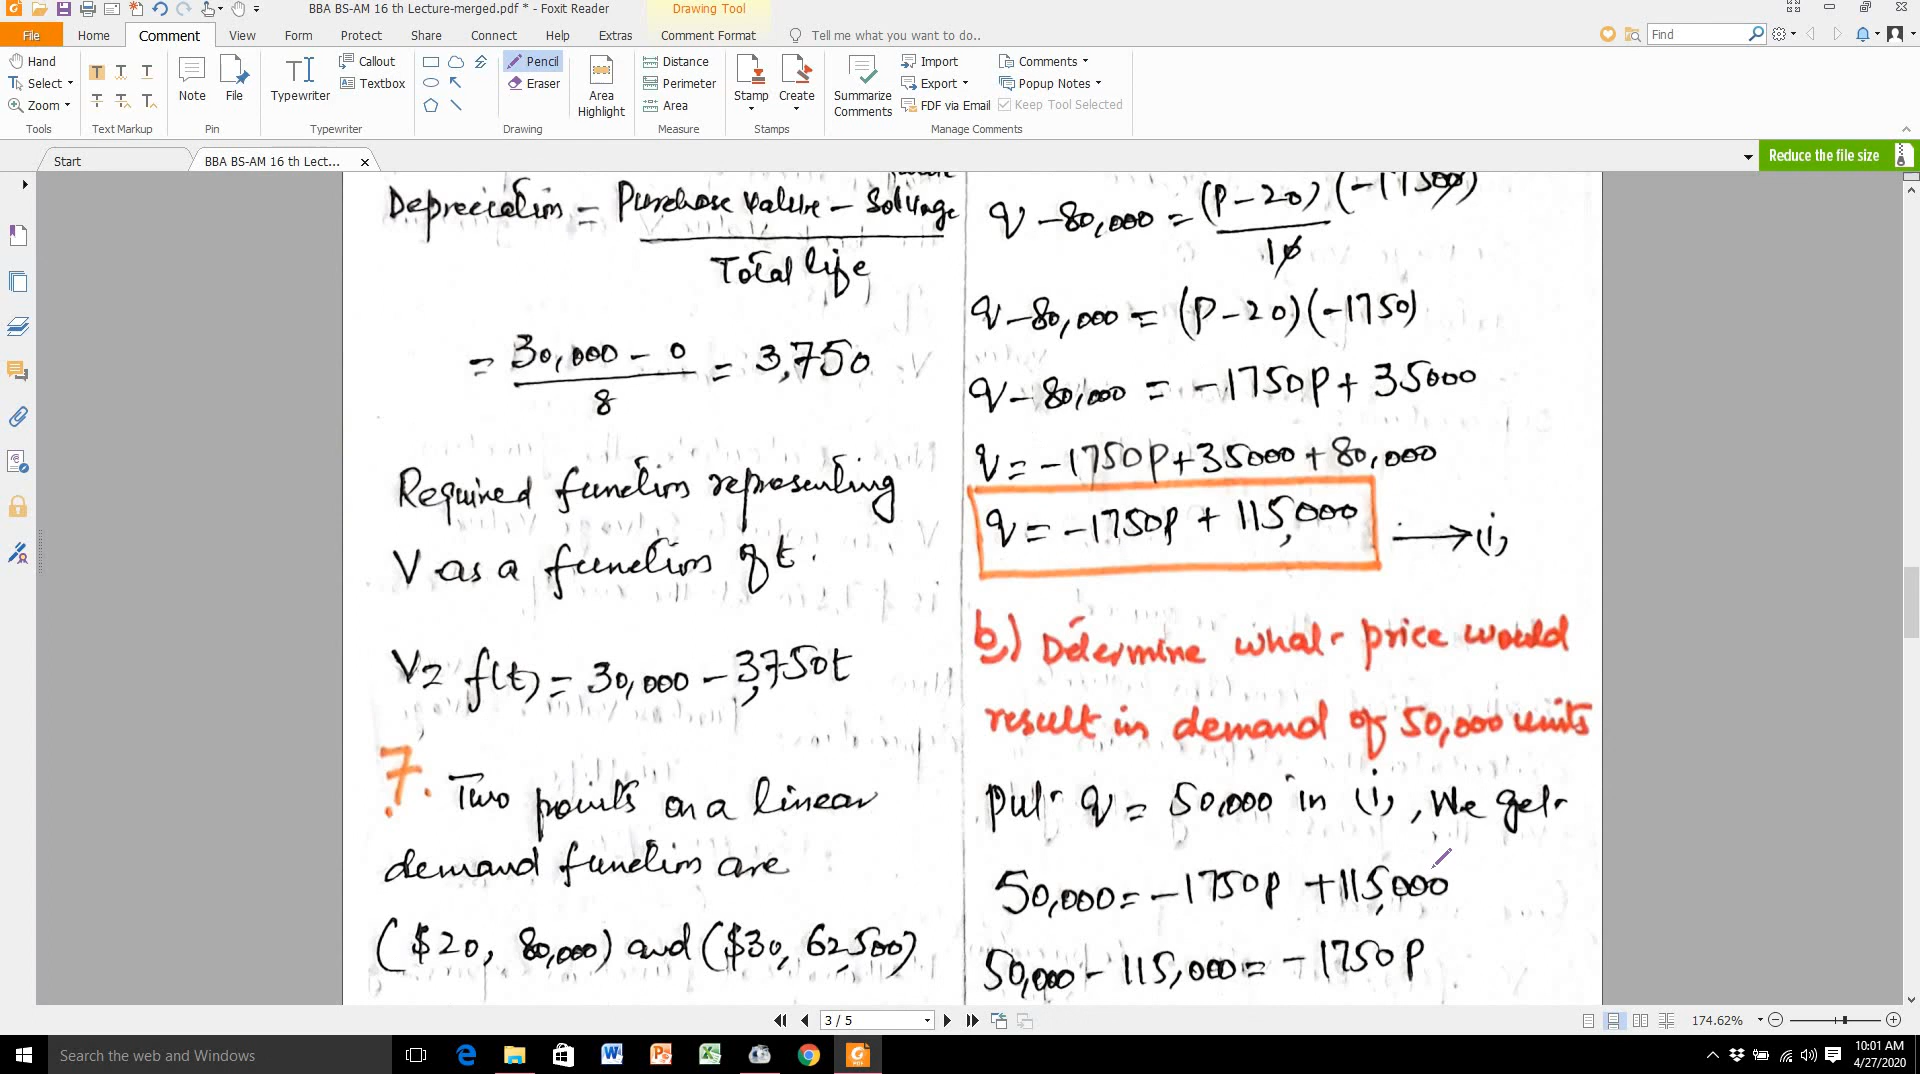 BBA BS-AM 16 th Lecture-merged.pdf * - Foxit Reader
Drawing Tool
File Home Comment View Form Protect Share Connect Help Extras Comment Format Tell me what you want to do.. Find
Hand
Select
Zoom
Tools
Text Markup
Note
File
Pin
Typewriter
Callout
Textbox
Typewriter
Pencil
Eraser
Drawing
Area
Highlight
Distance
Perimeter
Area
Measure
Stamp
Create
Stamps
Summarize
Comments
Import
Export
FDF via Email
Comments
Popup Notes
Keep Tool Selected
Manage Comments
Start
BBA BS-AM 16 th Lect...
Reduce the file size
Depreciation = Purchase value - Salvage
Total life
= 30,000 - 0 / 8 = 3,750
Required function representing
V as a function of t.
V = f(t) = 30,000 - 3,750t
7. Two points on a linear
demand function are
($20, 80,000) and ($30, 62,500)
q - 80,000 = (P-20)(-17500)
10
q - 80,000 = (P-20)(-1750)
q - 80,000 = -1750P + 35000
q = -1750P + 35000 + 80,000
q = -1750P + 115,000 → (i)
b) Determine what price would
result in demand of 50,000 units
put q = 50,000 in (i), We get
50,000 = -1750P + 115,000
50,000 - 115,000 = -1750P
3 / 5
174.62%
Search the web and Windows
10:01 AM
4/27/2020